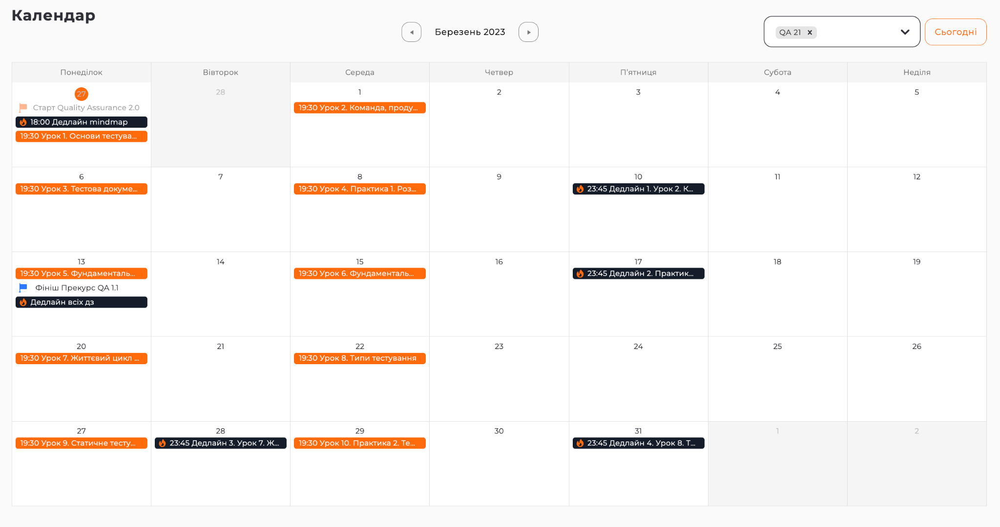 Календар
Березень 2023
QA 21
Сьогодні
Понеділок Вівторок Середа Четвер П'ятниця Субота Неділя
27 28 1 2 3 4 5
Старт Quality Assurance 2.0
19:30 Урок 2. Команда, проду...
18:00 Дедлайн mindmap
19:30 Урок 1. Основи тестува...
6 7 8 9 10 11 12
19:30 Урок 3. Тестова докуме...
19:30 Урок 4. Практика 1. Роз...
23:45 Дедлайн 1. Урок 2. К...
13 14 15 16 17 18 19
19:30 Урок 5. Фундаменталь...
19:30 Урок 6. Фундаменталь...
23:45 Дедлайн 2. Практик...
Фініш Прекурс QA 1.1
Дедлайн всіх дз
20 21 22 23 24 25 26
19:30 Урок 7. Життєвий цикл ...
19:30 Урок 8. Типи тестування
27 28 29 30 31 1 2
19:30 Урок 9. Статичне тесту...
23:45 Дедлайн 3. Урок 7. Ж...
19:30 Урок 10. Практика 2. Те...
23:45 Дедлайн 4. Урок 8. Т...